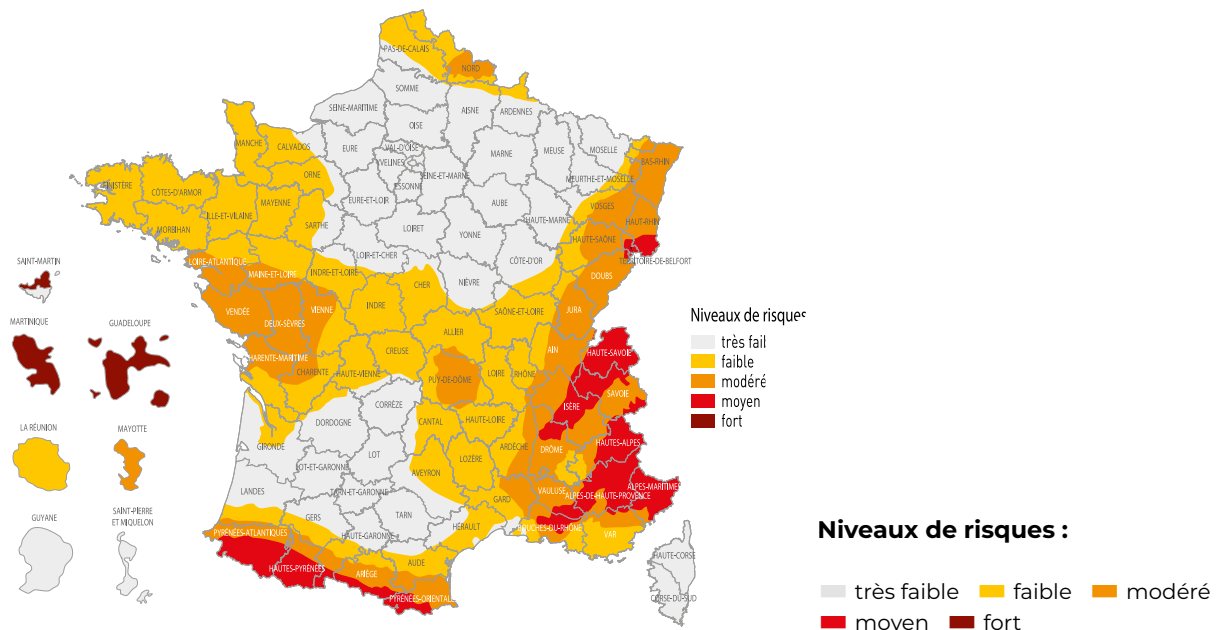 PAS-DE-CALAIS
NORD
SOMME
SEINE-MARITIME
AISNE
ARDENNES
OISE
MANCHE
CALVADOS
EURE
VAL-D'OISE
YVELINES
ESSONNE
SEINE-ET-MARNE
MARNE
MEUSE
MOSELLE
BAS-RHIN
MEURTHE-ET-MOSELLE
ORNE
FINISTÈRE
CÔTES-D'ARMOR
ILLE-ET-VILAINE
MAYENNE
EURE-ET-LOIR
AUBE
HAUTE-MARNE
VOSGES
HAUT-RHIN
MORBIHAN
SARTHE
LOIRET
YONNE
HAUTE-SAÔNE
TERRITOIRE-DE-BELFORT
SAINT-MARTIN
LOIRE-ATLANTIQUE
MAINE-ET-LOIRE
INDRE-ET-LOIRE
LOIR-ET-CHER
CHER
NIÈVRE
CÔTE-D'OR
DOUBS
MARTINIQUE
GUADELOUPE
VENDÉE
DEUX-SÈVRES
VIENNE
INDRE
SAÔNE-ET-LOIRE
JURA
ALLIER
CHARENTE-MARITIME
CHARENTE
HAUTE-VIENNE
CREUSE
PUY-DE-DÔME
LOIRE
RHÔNE
AIN
HAUTE-SAVOIE
SAVOIE
ISÈRE
LA RÉUNION
MAYOTTE
GIRONDE
DORDOGNE
CORRÈZE
CANTAL
HAUTE-LOIRE
ARDÈCHE
DRÔME
HAUTES-ALPES
LOT-ET-GARONNE
LOT
AVEYRON
LOZÈRE
VAUCLUSE
ALPES-DE-HAUTE-PROVENCE
ALPES-MARITIMES
LANDES
TARN-ET-GARONNE
GARD
GUYANE
SAINT-PIERRE
ET MIQUELON
GERS
TARN
HÉRAULT
BOUCHES-DU-RHÔNE
VAR
PYRÉNÉES-ATLANTIQUES
HAUTE-GARONNE
HAUTES-PYRÉNÉES
ARIÈGE
AUDE
PYRÉNÉES-ORIENTAL
HAUTE-CORSE
CORSE-DU-SUD
Niveaux de risques
très fail
faible
modéré
moyen
fort
Niveaux de risques :
très faible faible modéré
moyen fort